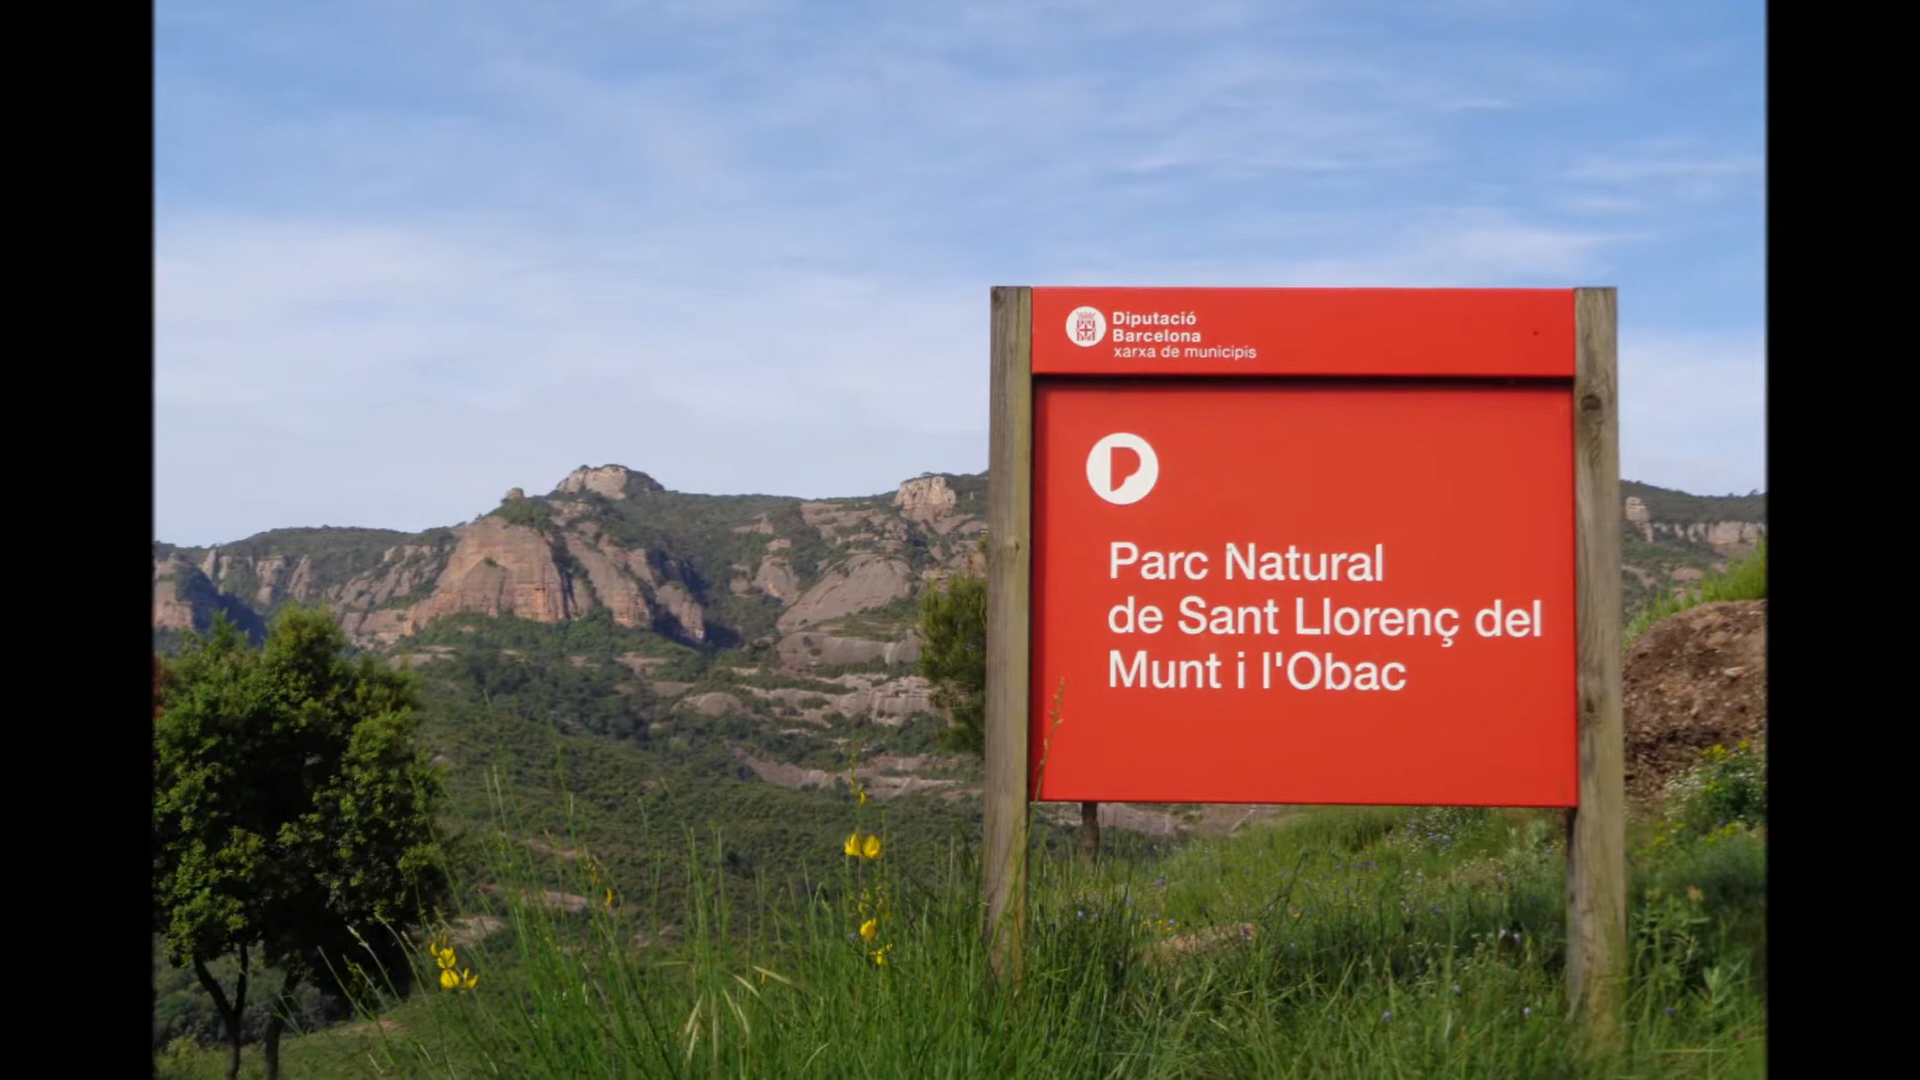 Diputació
Barcelona
xarxa de municipis
P
Parc Natural
de Sant Llorenç del
Munt i l'Obac